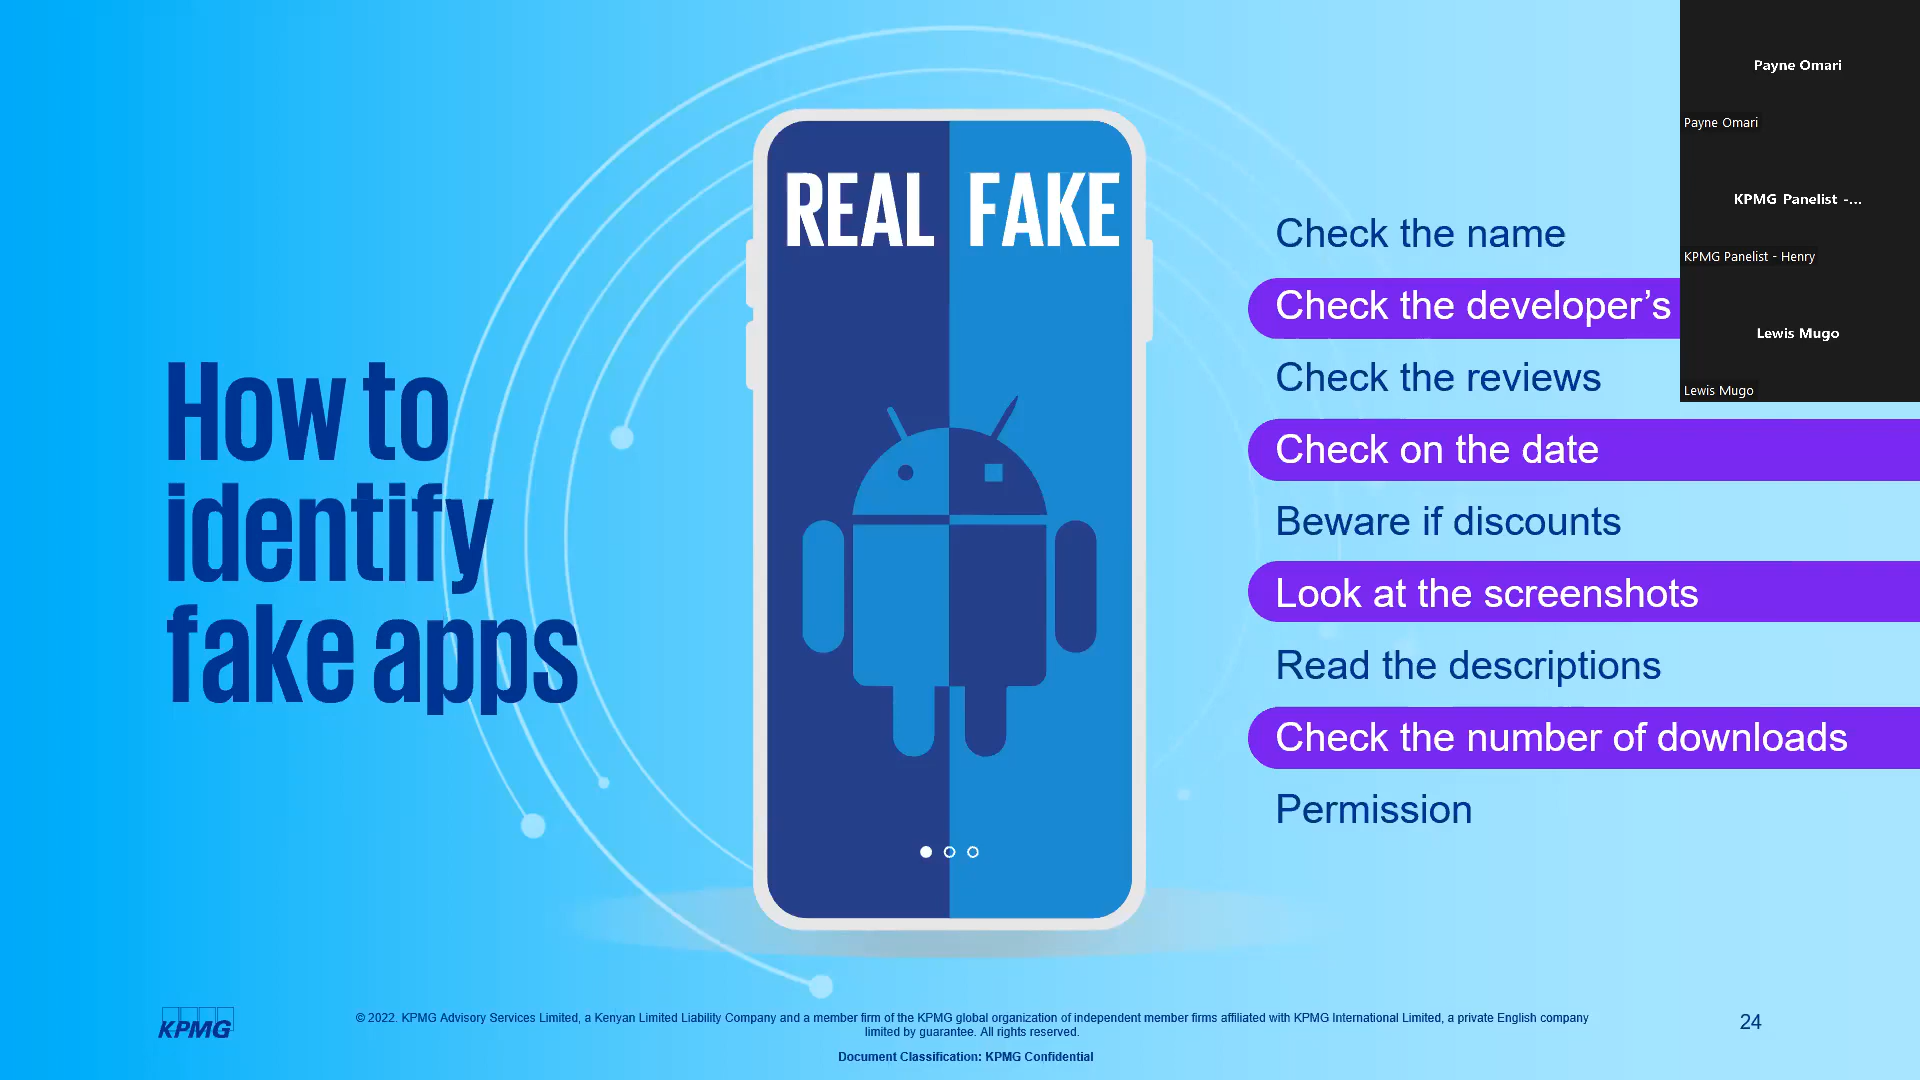 How to
identify
fake apps
REAL FAKE
Check the name
Check the developer’s
Check the reviews
Check on the date
Beware if discounts
Look at the screenshots
Read the descriptions
Check the number of downloads
Permission
Payne Omari
Payne Omari
KPMG Panelist -...
KPMG Panelist - Henry
Lewis Mugo
Lewis Mugo
KPMG
© 2022. KPMG Advisory Services Limited, a Kenyan Limited Liability Company and a member firm of the KPMG global organization of independent member firms affiliated with KPMG International Limited, a private English company
limited by guarantee. All rights reserved.
Document Classification: KPMG Confidential
24